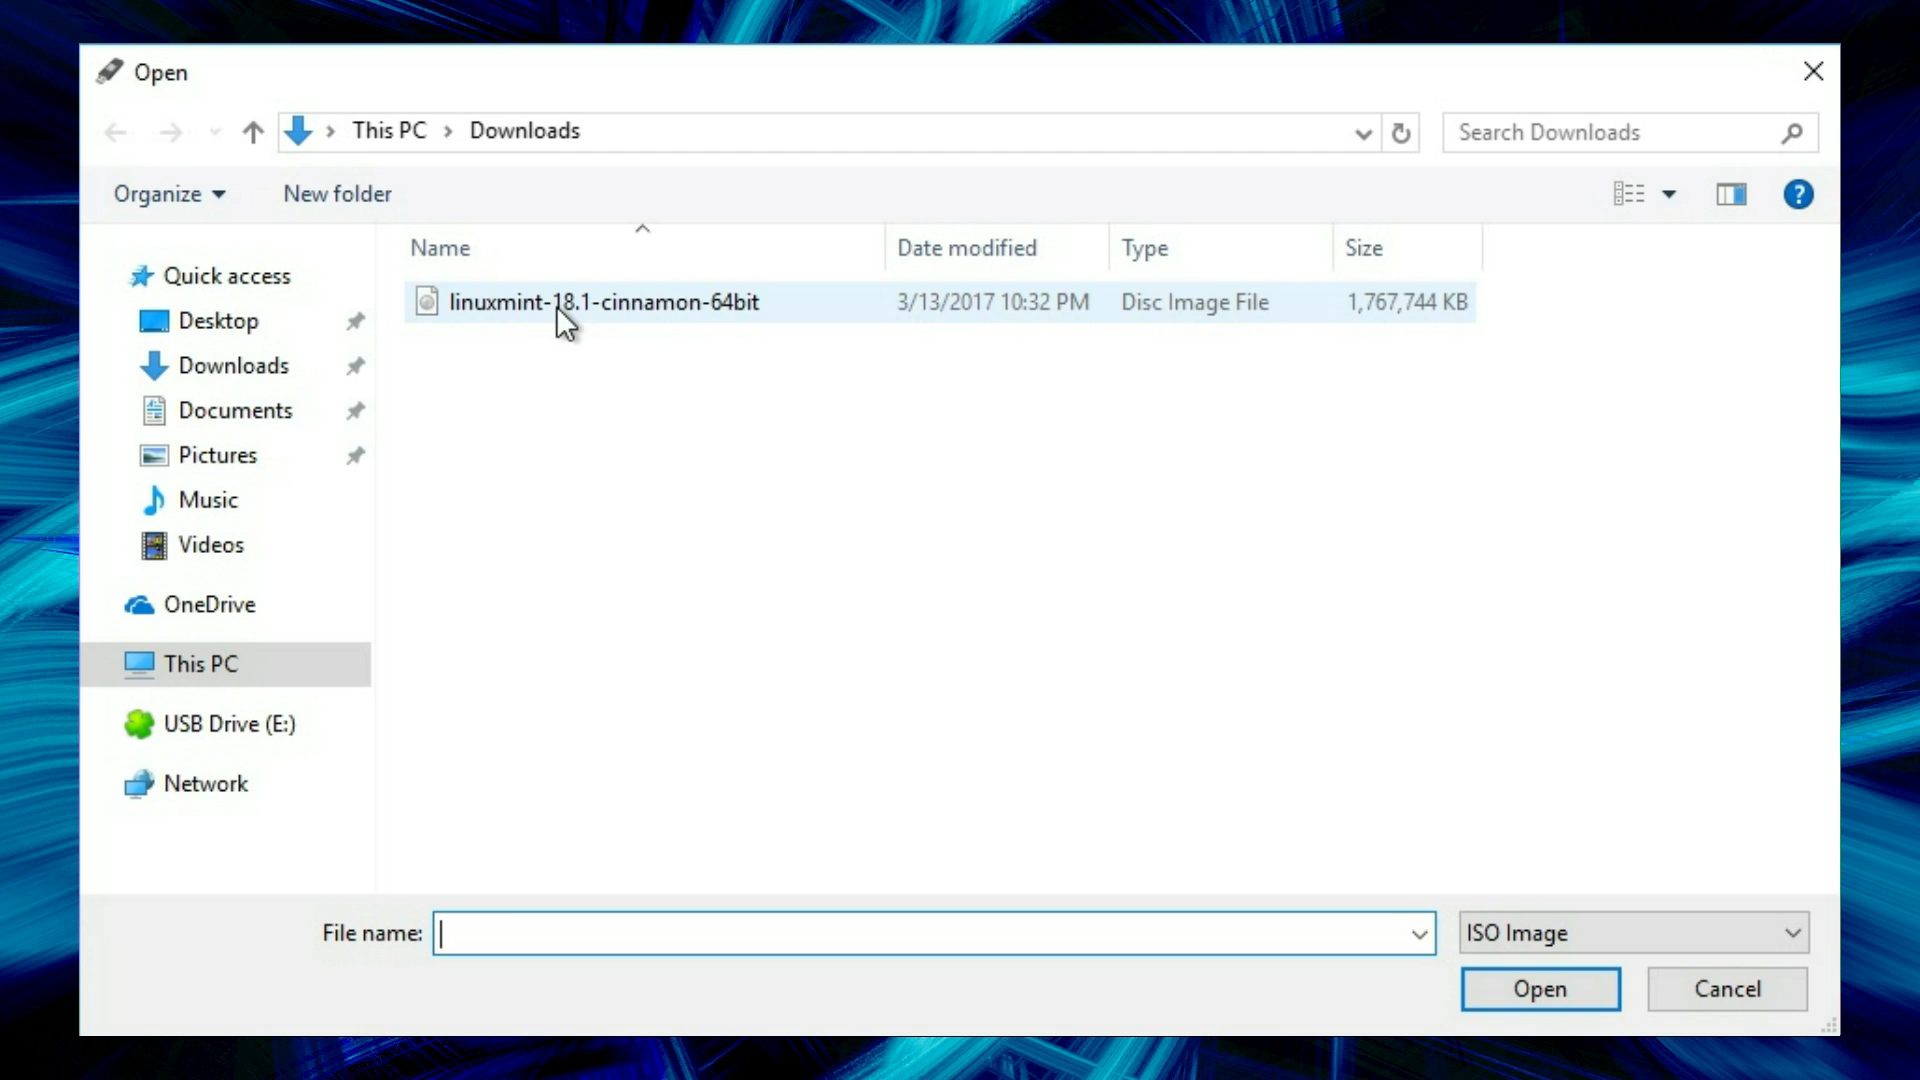 Open
This PC > Downloads
Search Downloads
Organize
New folder
?
Name
Date modified
Type
Size
linuxmint-18.1-cinnamon-64bit
3/13/2017 10:32 PM
Disc Image File
1,767,744 KB
Quick access
Desktop
Downloads
Documents
Pictures
Music
Videos
OneDrive
This PC
USB Drive (E:)
Network
File name:
ISO Image
Open
Cancel